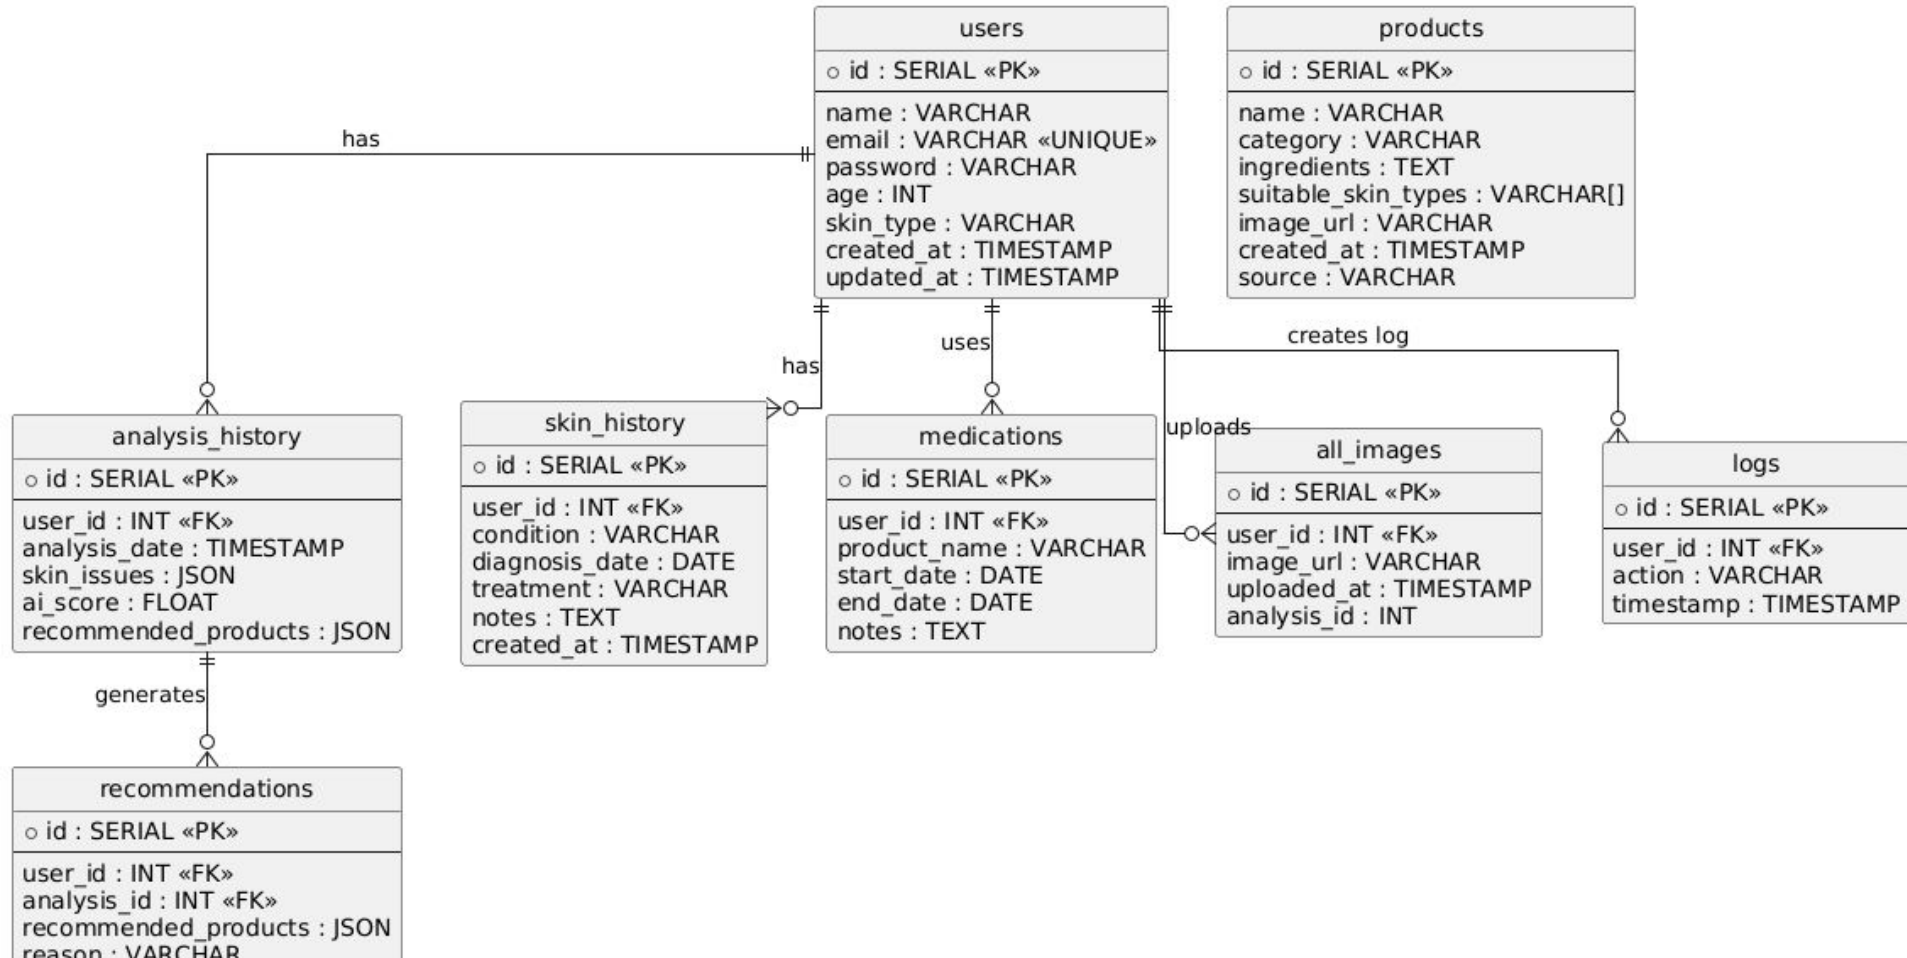 users
○ id : SERIAL «PK»
name : VARCHAR
email : VARCHAR «UNIQUE»
password : VARCHAR
age : INT
skin_type : VARCHAR
created_at : TIMESTAMP
updated_at : TIMESTAMP
products
○ id : SERIAL «PK»
name : VARCHAR
category : VARCHAR
ingredients : TEXT
suitable_skin_types : VARCHAR[]
image_url : VARCHAR
created_at : TIMESTAMP
source : VARCHAR
has
has
uses
uploads
creates log
analysis_history
○ id : SERIAL «PK»
user_id : INT «FK»
analysis_date : TIMESTAMP
skin_issues : JSON
ai_score : FLOAT
recommended_products : JSON
skin_history
○ id : SERIAL «PK»
user_id : INT «FK»
condition : VARCHAR
diagnosis_date : DATE
treatment : VARCHAR
notes : TEXT
created_at : TIMESTAMP
medications
○ id : SERIAL «PK»
user_id : INT «FK»
product_name : VARCHAR
start_date : DATE
end_date : DATE
notes : TEXT
all_images
○ id : SERIAL «PK»
user_id : INT «FK»
image_url : VARCHAR
uploaded_at : TIMESTAMP
analysis_id : INT
logs
○ id : SERIAL «PK»
user_id : INT «FK»
action : VARCHAR
timestamp : TIMESTAMP
generates
recommendations
○ id : SERIAL «PK»
user_id : INT «FK»
analysis_id : INT «FK»
recommended_products : JSON
reason : VARCHAR